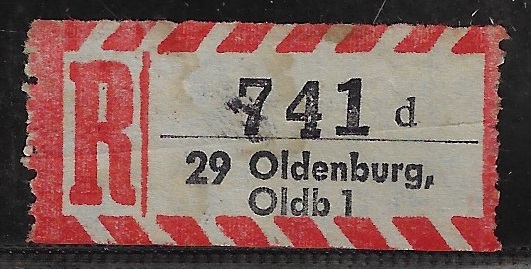 R
741 d
29 Oldenburg,
Oldb 1